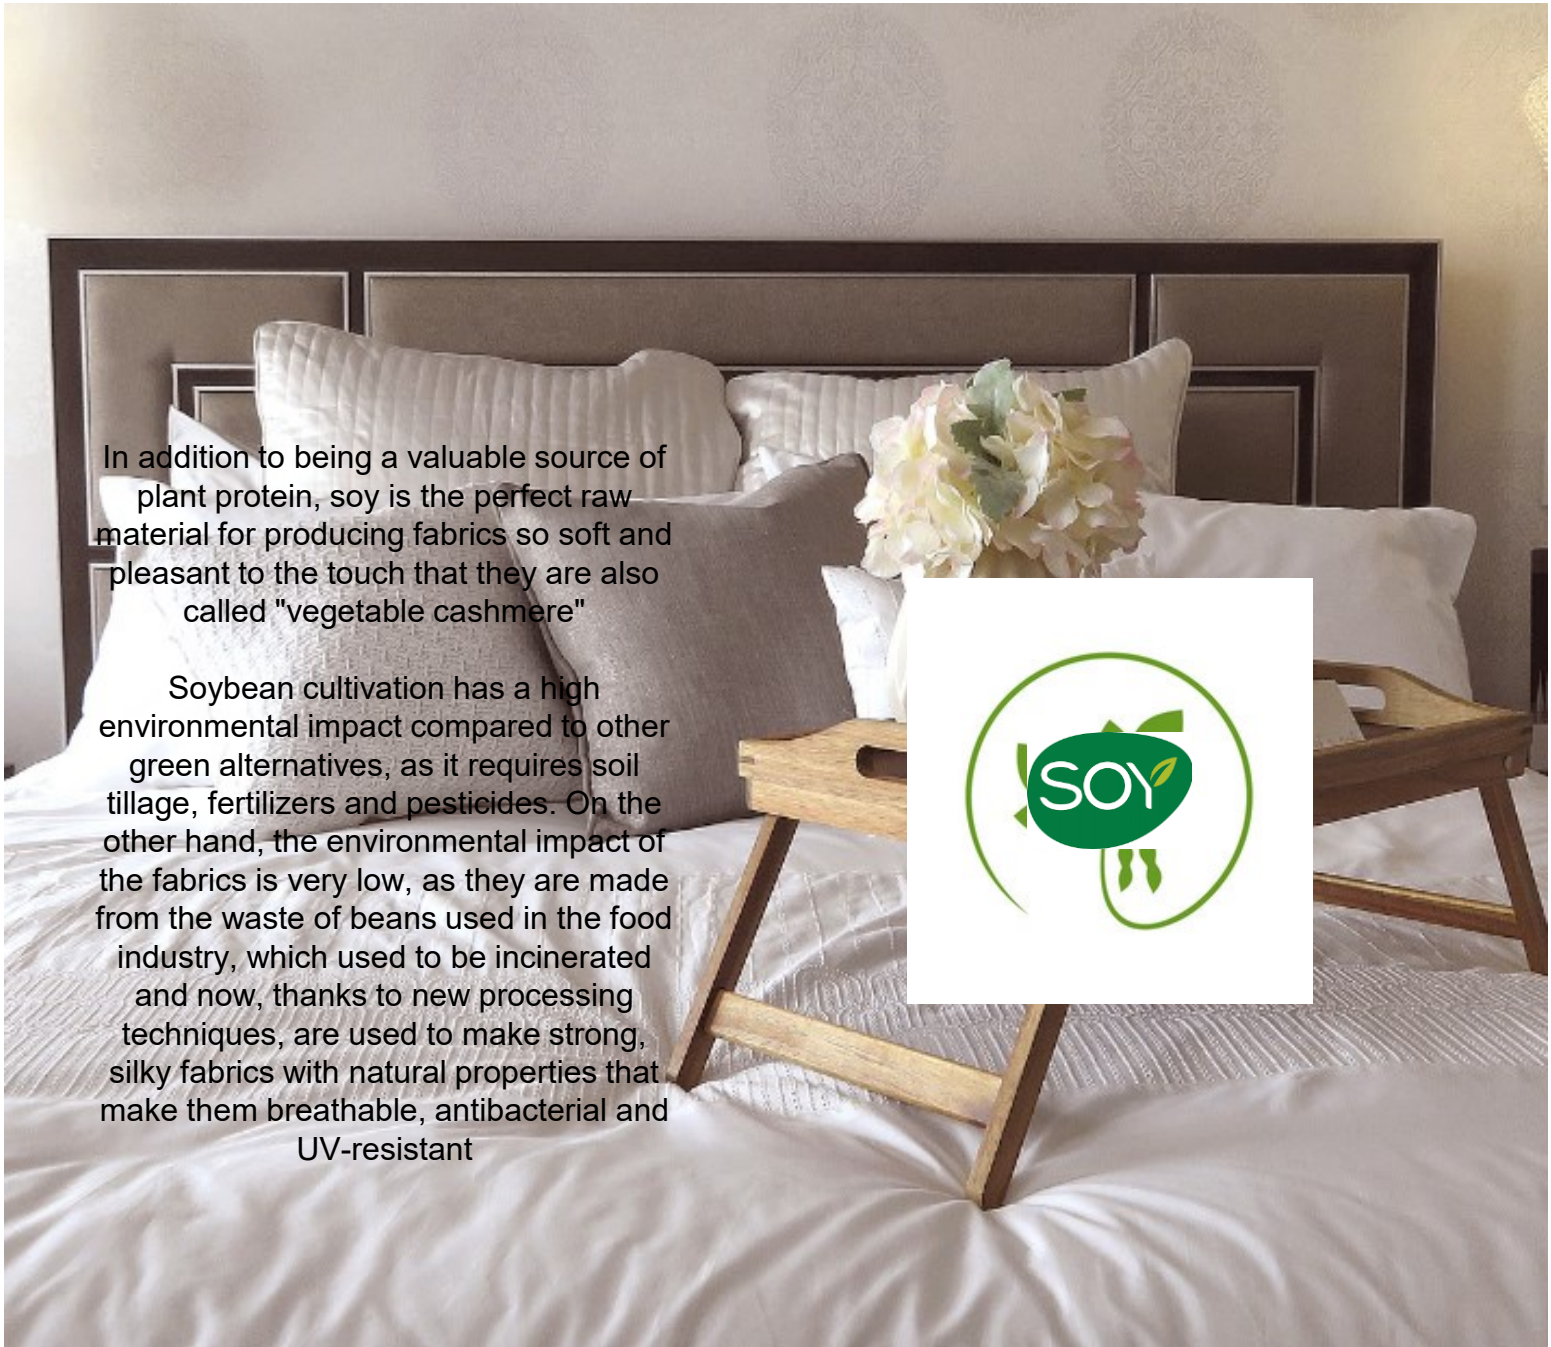 In addition to being a valuable source of
plant protein, soy is the perfect raw
material for producing fabrics so soft and
pleasant to the touch that they are also
called "vegetable cashmere"
Soybean cultivation has a high
environmental impact compared to other
green alternatives, as it requires soil
tillage, fertilizers and pesticides. On the
other hand, the environmental impact of
the fabrics is very low, as they are made
from the waste of beans used in the food
industry, which used to be incinerated
and now, thanks to new processing
techniques, are used to make strong,
silky fabrics with natural properties that
make them breathable, antibacterial and
UV-resistant
SOY